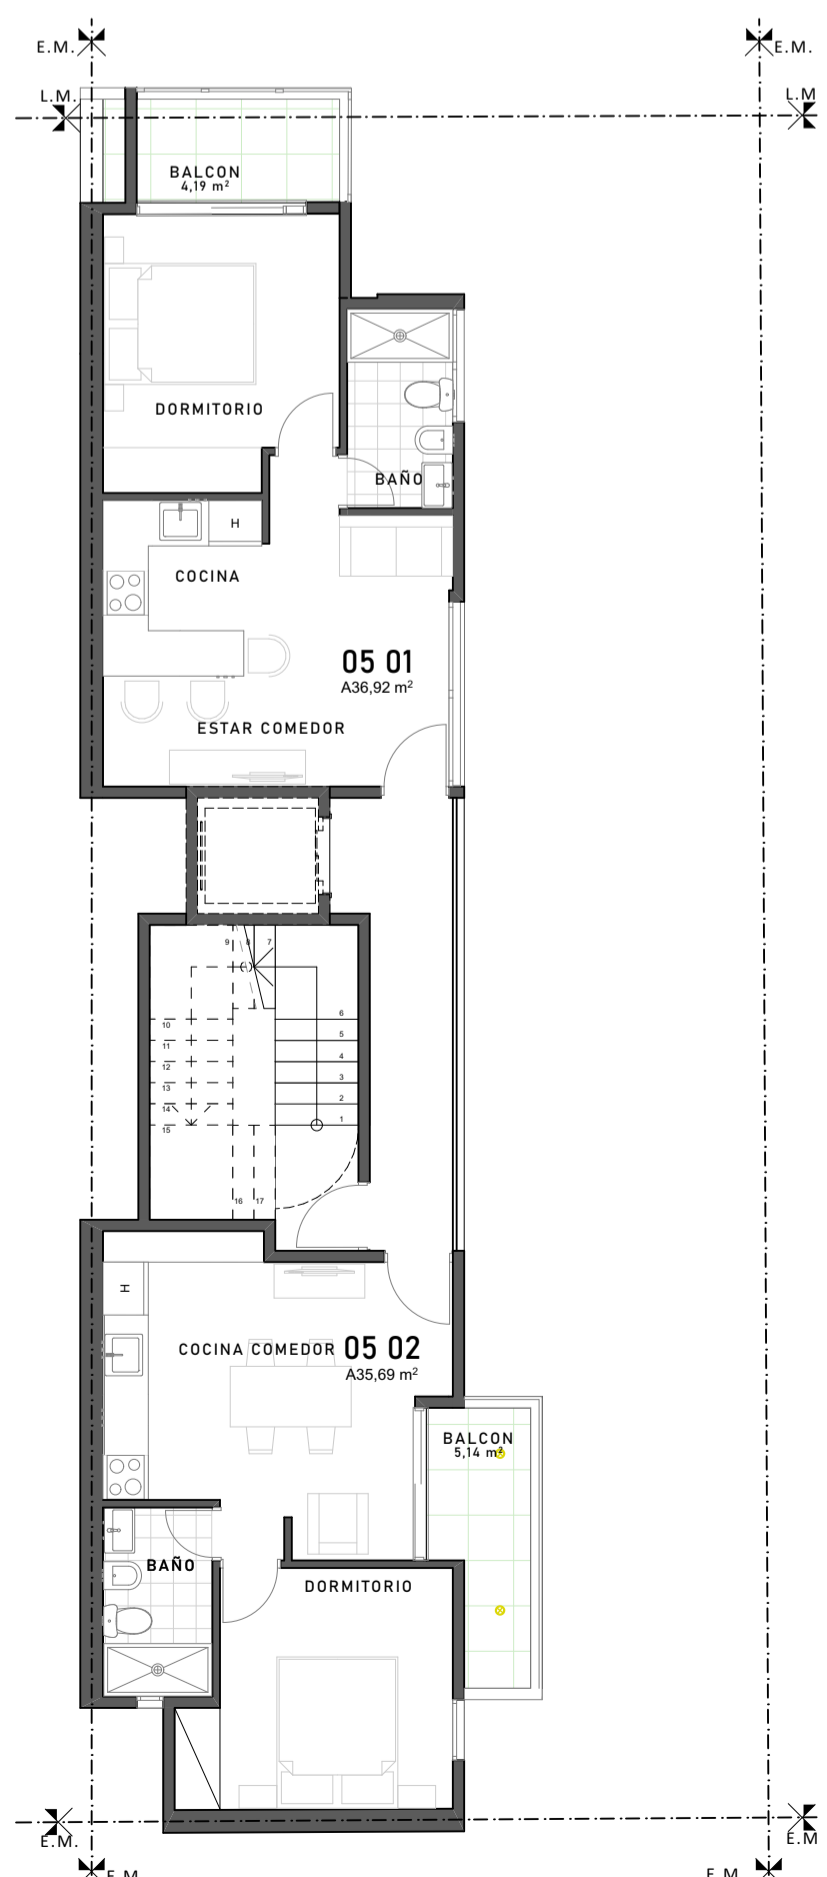 E.M.
E.M.
L.M.
L.M
BALCON
4,19 m²
DORMITORIO
BAÑO
H
COCINA
05 01
A36,92 m²
ESTAR COMEDOR
9 8 7
6
10
5
11
4
12
3
13
2
14
1
15
16 17
H
COCINA COMEDOR
05 02
A35,69 m²
BALCON
5,14 m²
BAÑO
DORMITORIO
E.M.
E.M
E.M
E.M